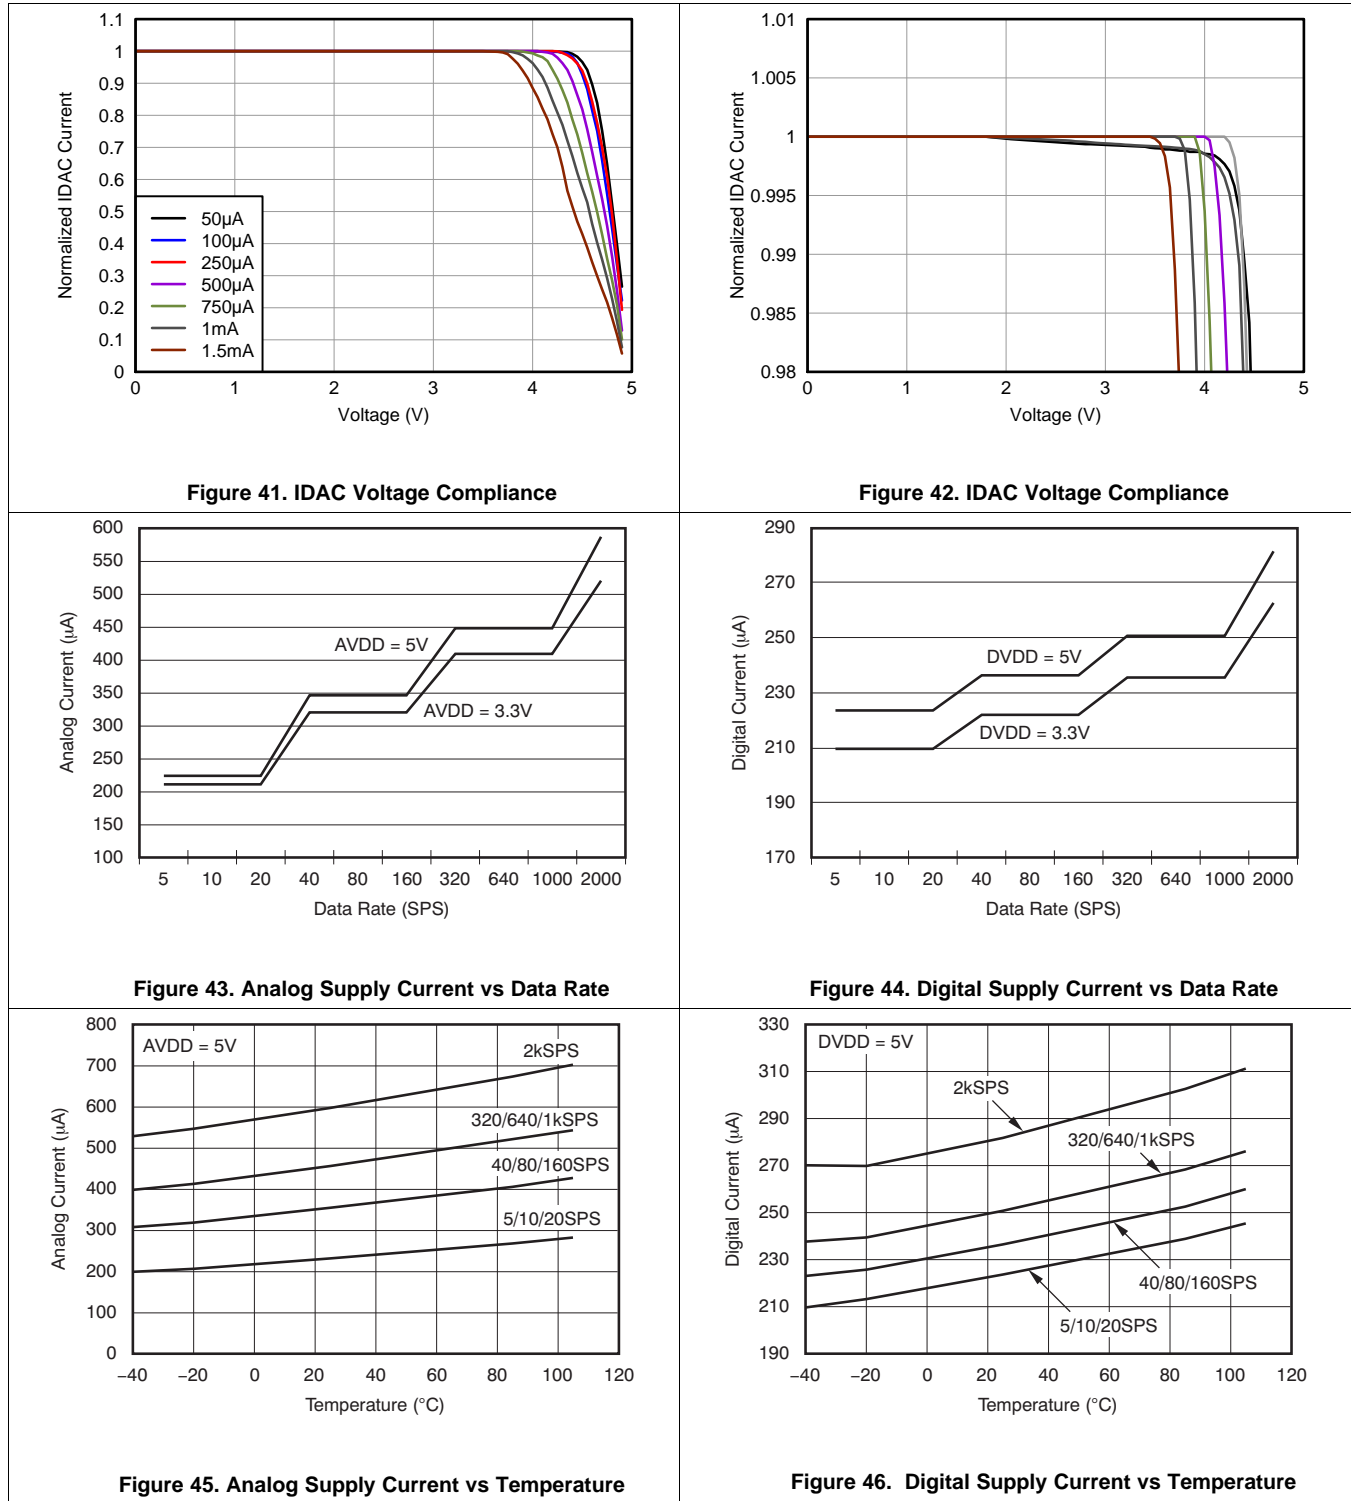 1.1
1
0.9
0.8
0.7
0.6
0.5
0.4
0.3
0.2
0.1
0
Normalized IDAC Current
50µA
100µA
250µA
500µA
750µA
1mA
1.5mA
0 1 2 3 4 5
Voltage (V)
Figure 41. IDAC Voltage Compliance
1.01
1.005
1
0.995
0.99
0.985
0.98
Normalized IDAC Current
0 1 2 3 4 5
Voltage (V)
Figure 42. IDAC Voltage Compliance
600
550
500
450
400
350
300
250
200
150
100
Analog Current (µA)
AVDD = 5V
AVDD = 3.3V
5 10 20 40 80 160 320 640 1000 2000
Data Rate (SPS)
Figure 43. Analog Supply Current vs Data Rate
290
270
250
230
210
190
170
Digital Current (µA)
DVDD = 5V
DVDD = 3.3V
5 10 20 40 80 160 320 640 1000 2000
Data Rate (SPS)
Figure 44. Digital Supply Current vs Data Rate
800
700
600
500
400
300
200
100
0
Analog Current (µA)
AVDD = 5V
2kSPS
320/640/1kSPS
40/80/160SPS
5/10/20SPS
−40 −20 0 20 40 60 80 100 120
Temperature (°C)
Figure 45. Analog Supply Current vs Temperature
330
310
290
270
250
230
210
190
Digital Current (µA)
DVDD = 5V
2kSPS
320/640/1kSPS
40/80/160SPS
5/10/20SPS
−40 −20 0 20 40 60 80 100 120
Temperature (°C)
Figure 46. Digital Supply Current vs Temperature